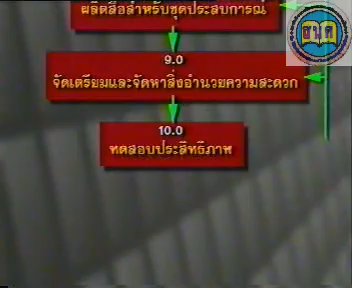 ผลิตสื่อสำหรับชุดประสบการณ์
9.0
จัดเตรียมและจัดหาสิ่งอำนวยความสะดวก
10.0
ทดสอบประสิทธิภาพ